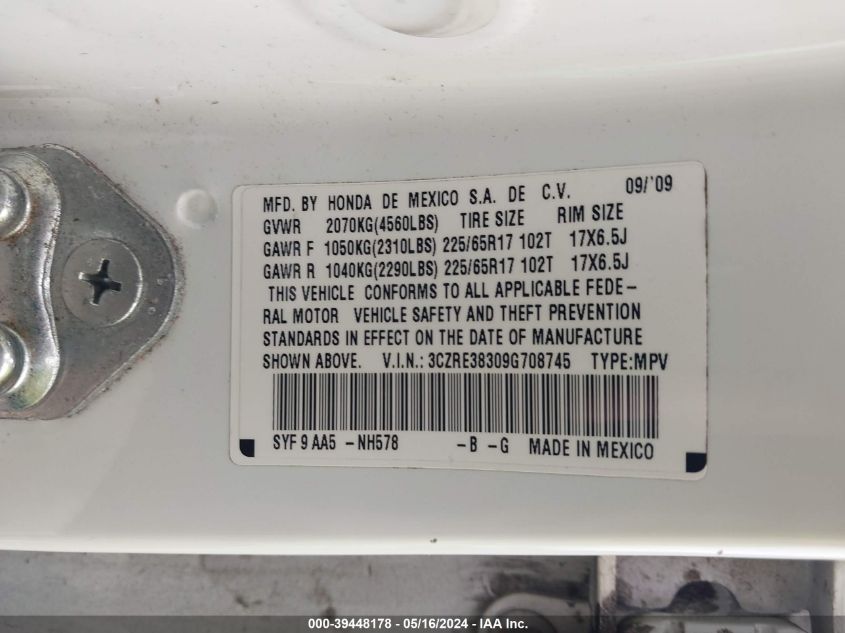 MFD. BY HONDA DE MEXICO S.A. DE C.V. 09/'09
GVWR 2070KG(4560LBS) TIRE SIZE RIM SIZE
GAWR F 1050KG(2310LBS) 225/65R17 102T 17X6.5J
GAWR R 1040KG(2290LBS) 225/65R17 102T 17X6.5J
THIS VEHICLE CONFORMS TO ALL APPLICABLE FEDE-
RAL MOTOR VEHICLE SAFETY AND THEFT PREVENTION
STANDARDS IN EFFECT ON THE DATE OF MANUFACTURE
SHOWN ABOVE. V.I.N.: 3CZRE38309G708745 TYPE:MPV
SYF 9 AA5 -NH578 -B -G MADE IN MEXICO
000-39448178 - 05/16/2024 - IAA Inc.